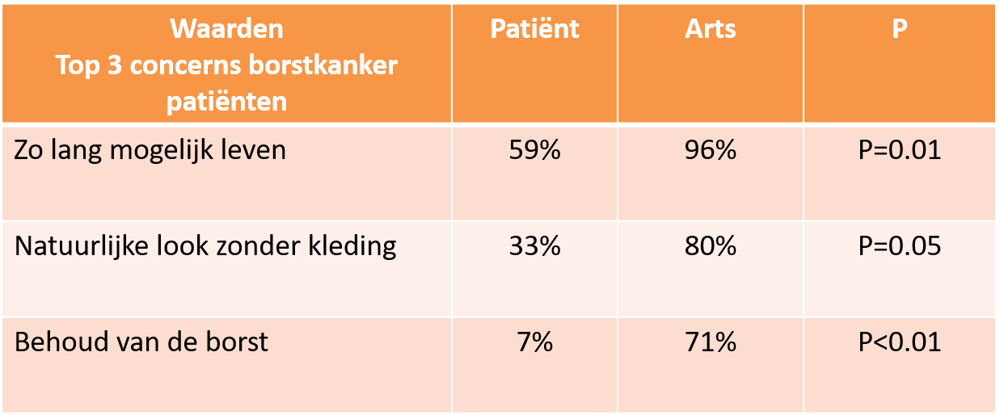 Waarden
Top 3 concerns borstkanker
patiënten
Patiënt
Arts
P
Zo lang mogelijk leven
59%
96%
P=0.01
Natuurlijke look zonder kleding
33%
80%
P=0.05
Behoud van de borst
7%
71%
P<0.01